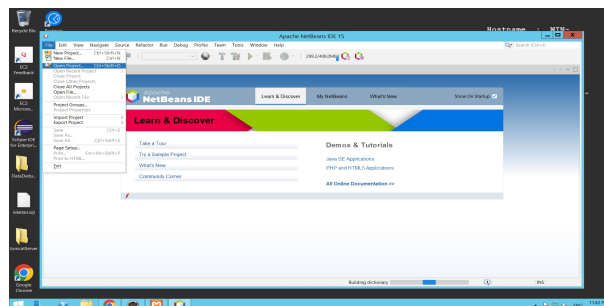 Recycle Bin
EC2
Feedback
EC2
Microso...
Eclipse IDE
for Enterpri...
DataDedu...
niketan.sql
tomcatServer
Google
Chrome
Hostname : WIN-
Apache NetBeans IDE 15
File Edit View Navigate Source Refactor Run Debug Profile Team Tools Window Help
Search (Ctrl+I)
New Project... Ctrl+Shift+N
New File... Ctrl+N
Open Project... Ctrl+Shift+O
Open Recent Project
Close Project
Close Other Projects
Close All Projects
Open File...
Open Recent File
Project Groups...
Project Properties
Import Project
Export Project
Save Ctrl+S
Save As...
Save All Ctrl+Shift+S
Page Setup...
Print... Ctrl+Alt+Shift+P
Print to HTML...
Exit
Apache
NetBeans IDE
Learn & Discover My NetBeans What's New Show On Startup
Learn & Discover
Take a Tour
Try a Sample Project
What's New
Community Corner
Demos & Tutorials
Java SE Applications
PHP and HTML5 Applications
All Online Documentation >>
Building dictionary
INS